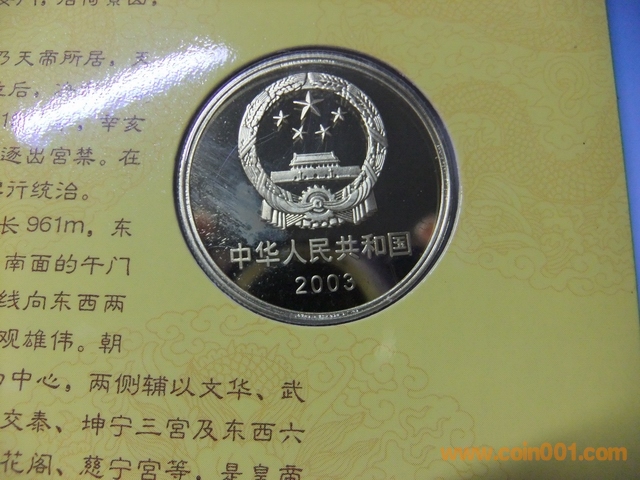 乃天帝所居，天
辛亥
逐出宫禁。在
行统治。
长961m，东
南面的午门
线向东西两
观雄伟。朝
中心，两侧辅以文华、武
交泰、坤宁三宫及东西六
花阁、慈宁宫等，是皇帝
中华人民共和国
2003
www.coin001.com